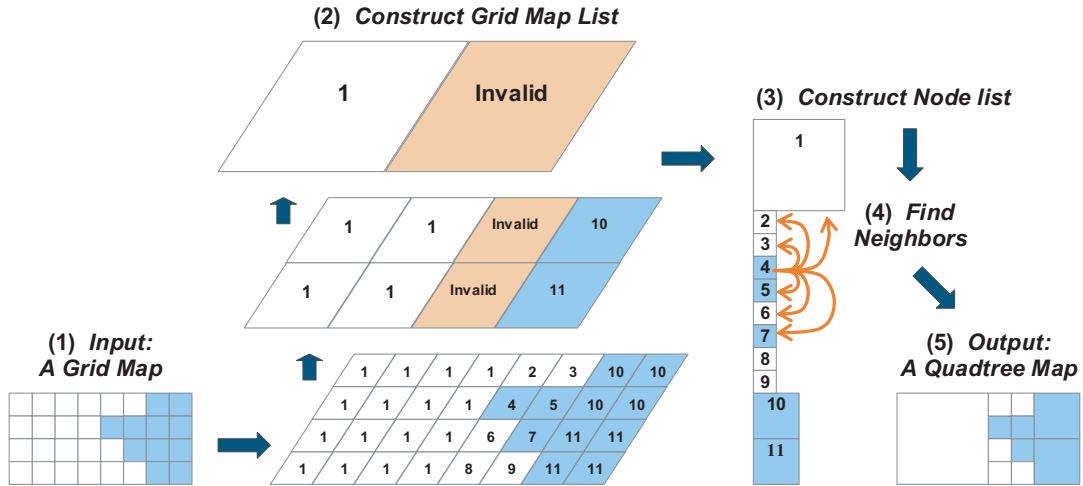 (2) Construct Grid Map List
1 Invalid
(3) Construct Node list
1
1 1 Invalid 10
1 1 Invalid 11
2
3
4
5
6
7
8
9
10
11
(4) Find
Neighbors
(1) Input:
A Grid Map
1 1 1 1 2 3 10 10
1 1 1 1 4 5 10 10
1 1 1 1 6 7 11 11
1 1 1 1 8 9 11 11
(5) Output:
A Quadtree Map